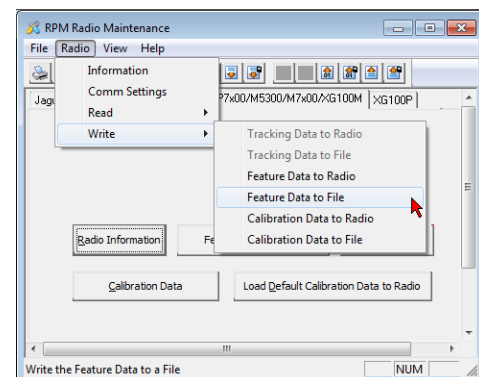 RPM Radio Maintenance
File Radio View Help
Information
Comm Settings
Read
Write
P7x00/M5300/M7x00/XG100M XG100P
Tracking Data to Radio
Tracking Data to File
Feature Data to Radio
Feature Data to File
Calibration Data to Radio
Calibration Data to File
Radio Information
Calibration Data Load Default Calibration Data to Radio
Write the Feature Data to a File NUM